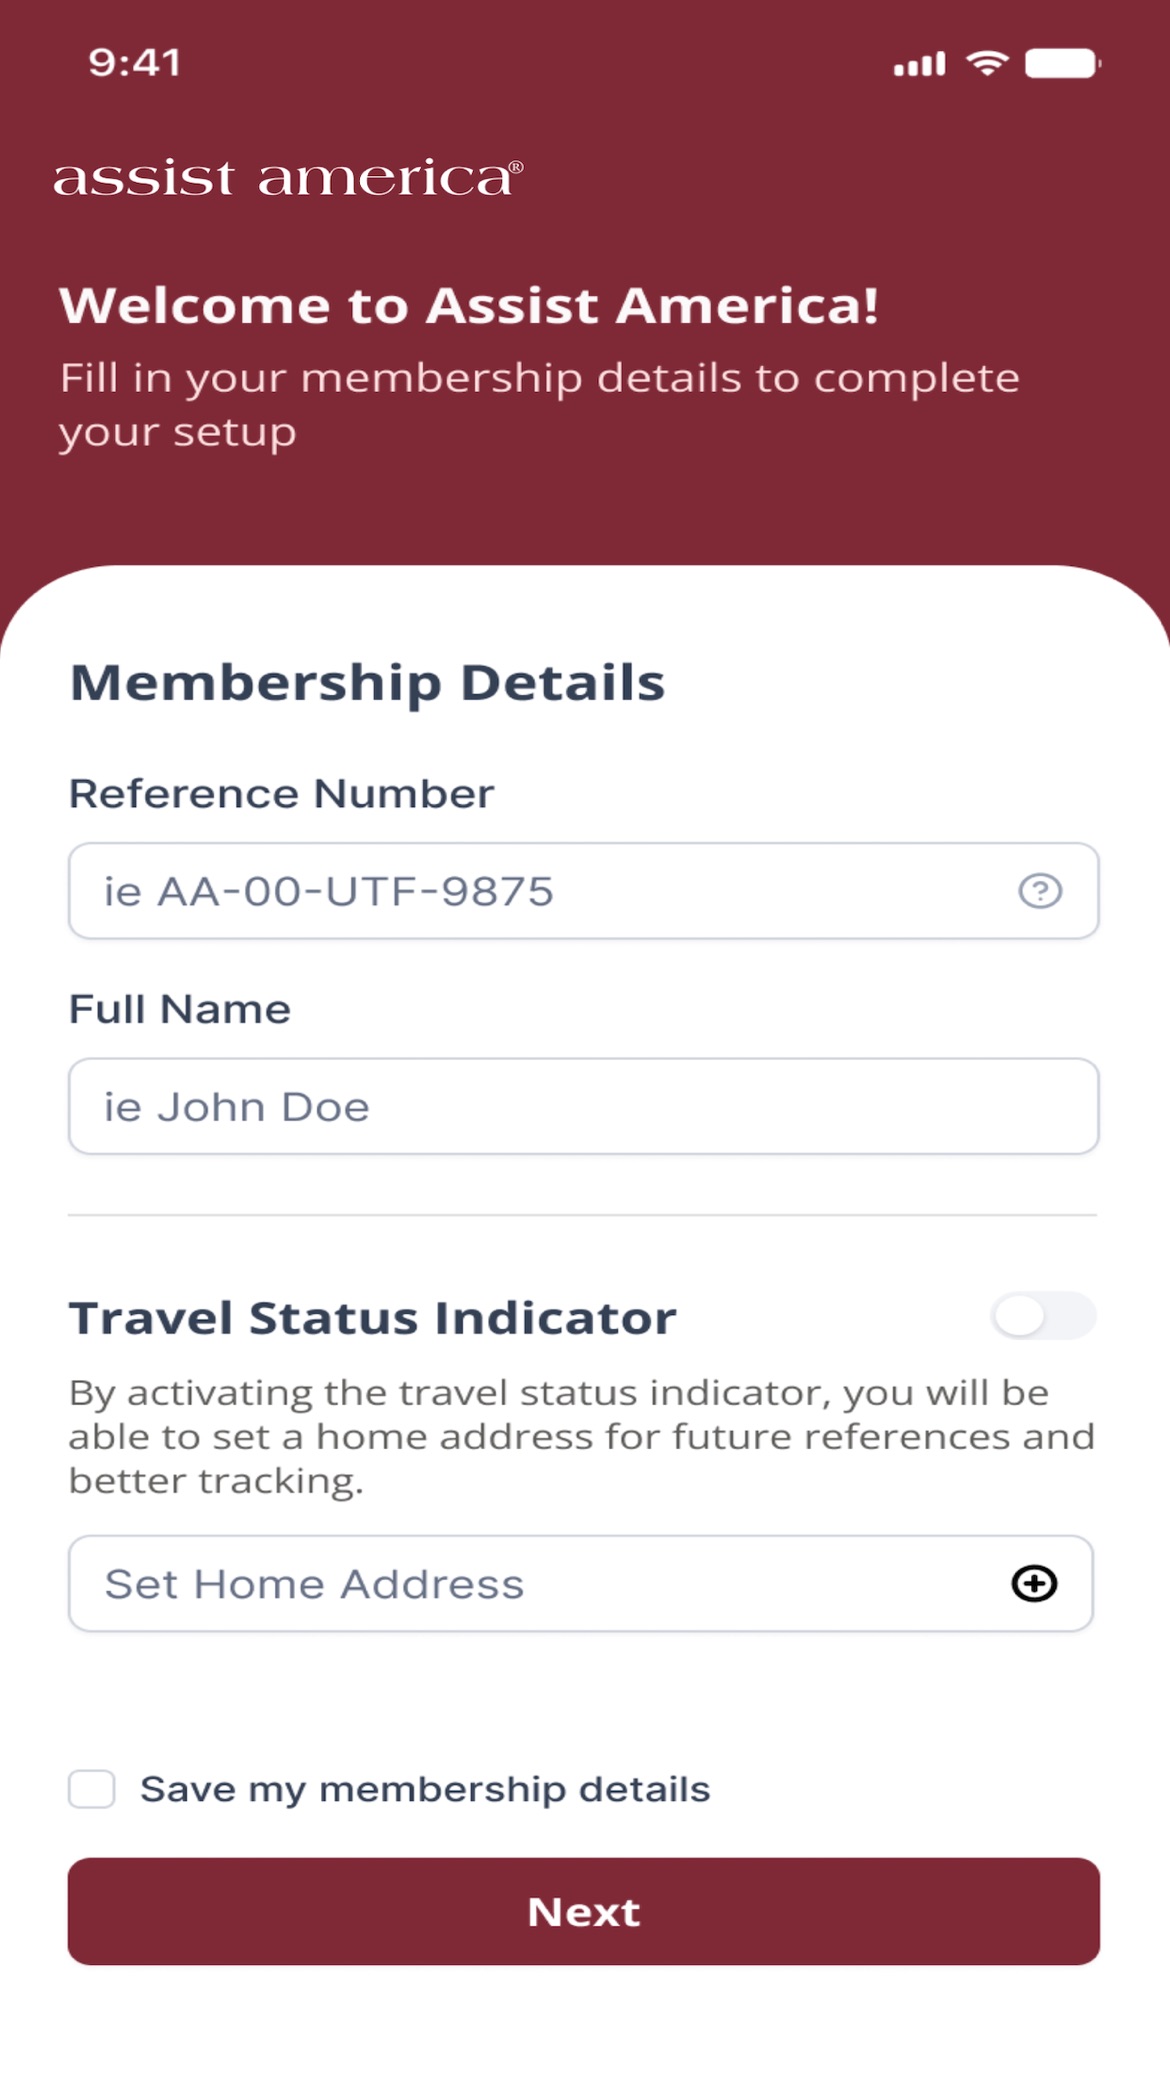 9:41
assist america®
Welcome to Assist America!
Fill in your membership details to complete
your setup
Membership Details
Reference Number
ie AA-00-UTF-9875
Full Name
ie John Doe
Travel Status Indicator
By activating the travel status indicator, you will be
able to set a home address for future references and
better tracking.
Set Home Address
Save my membership details
Next